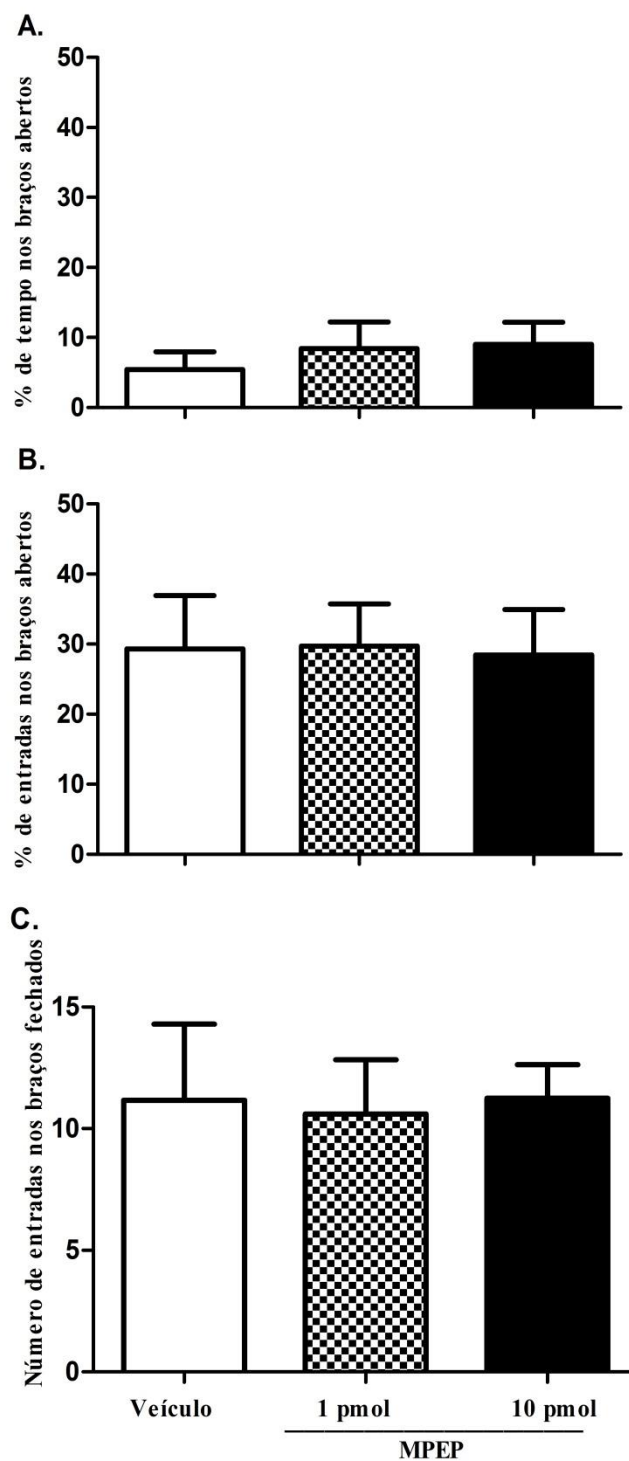 A.
% de tempo nos braços abertos
50
40
30
20
10
0
B.
% de entradas nos braços abertos
50
40
30
20
10
0
C.
Número de entradas nos braços fechados
15
10
5
0
Veículo 1 pmol 10 pmol
MPEP